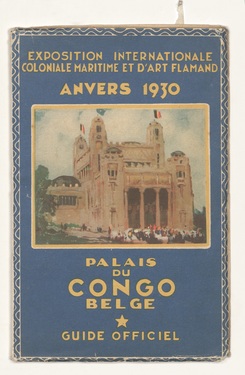 EXPOSITION INTERNATIONALE
COLONIALE MARITIME ET D'ART FLAMAND
ANVERS 1930
PALAIS
DU
CONGO
BELGE
GUIDE OFFICIEL